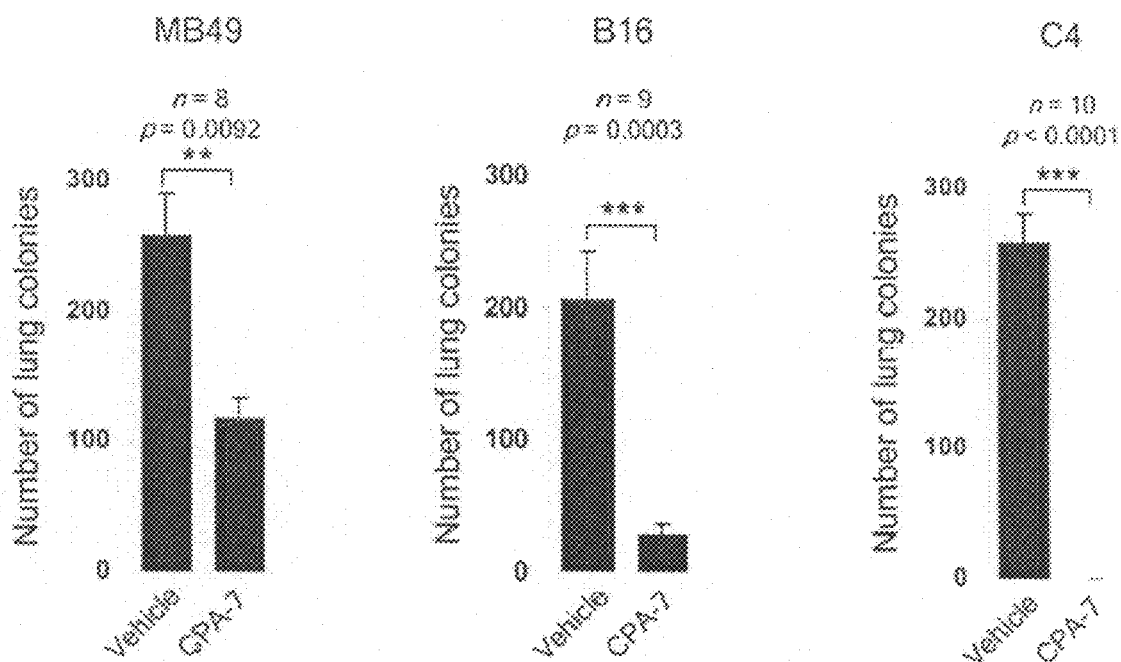 MB49
n = 8
p = 0.0092
**
Number of lung colonies
300
200
100
0
Vehicle
CPA-7
B16
n = 9
p = 0.0003
***
Number of lung colonies
300
200
100
0
Vehicle
CPA-7
C4
n = 10
p < 0.0001
***
Number of lung colonies
300
200
100
0
Vehicle
CPA-7